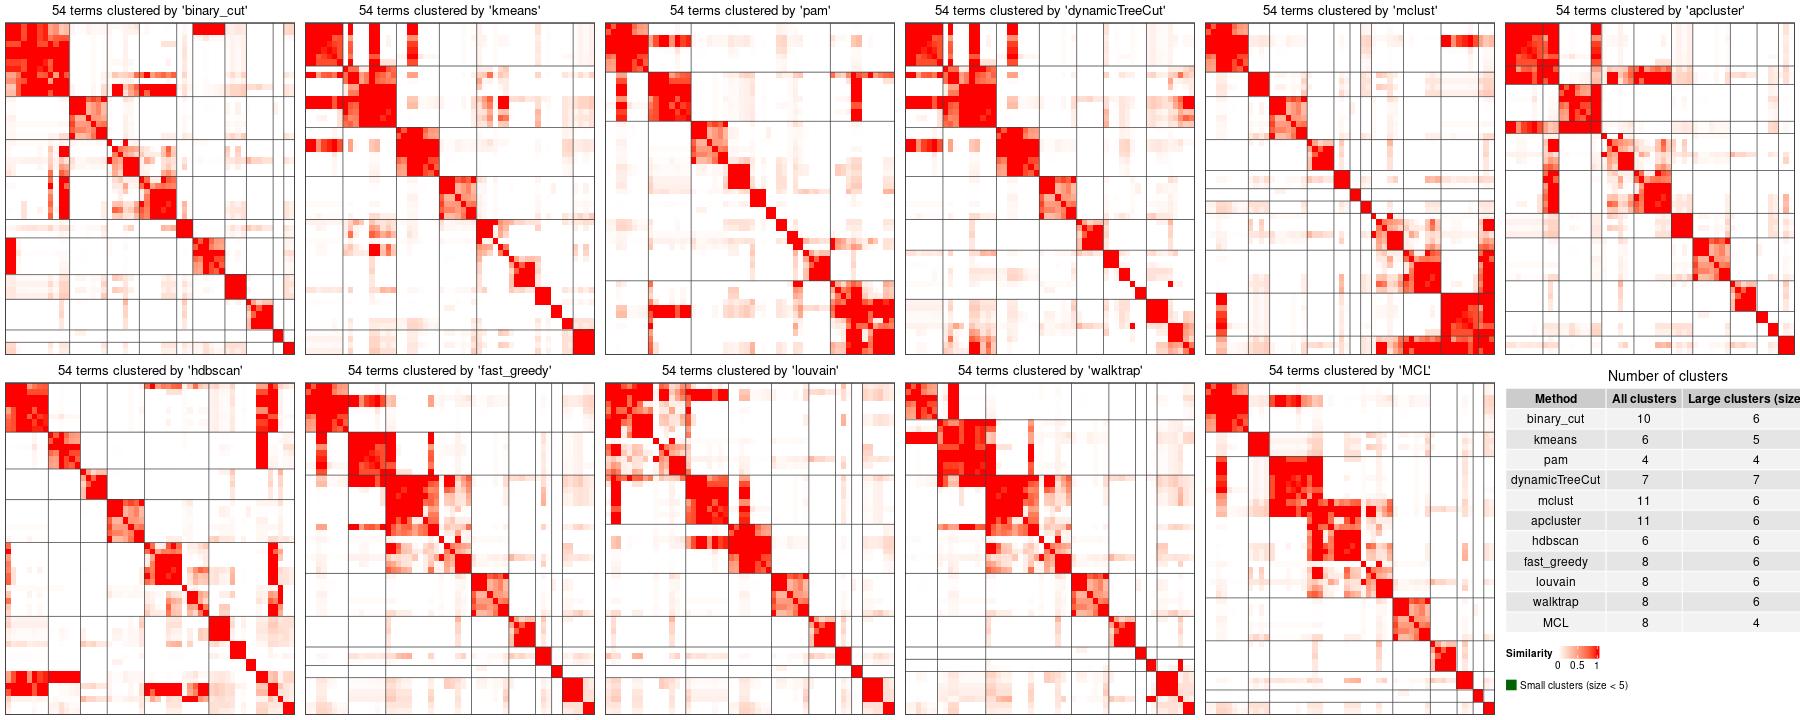 54 terms clustered by 'binary_cut'
54 terms clustered by 'kmeans'
54 terms clustered by 'pam'
54 terms clustered by 'dynamicTreeCut'
54 terms clustered by 'mclust'
54 terms clustered by 'apcluster'
54 terms clustered by 'hdbscan'
54 terms clustered by 'fast_greedy'
54 terms clustered by 'louvain'
54 terms clustered by 'walktrap'
54 terms clustered by 'MCL'
Number of clusters
Method All clusters Large clusters (size
binary_cut 10 6
kmeans 6 5
pam 4 4
dynamicTreeCut 7 7
mclust 11 6
apcluster 11 6
hdbscan 6 6
fast_greedy 8 6
louvain 8 6
walktrap 8 6
MCL 8 4
Similarity
0 0.5 1
Small clusters (size < 5)